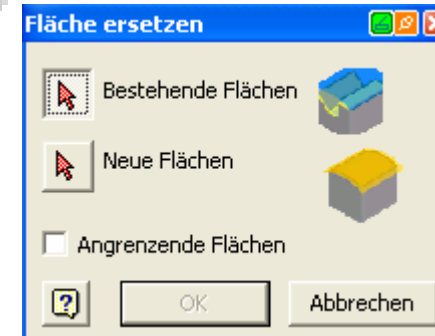 Fläche ersetzen
Bestehende Flächen
Neue Flächen
Angrenzende Flächen
?
OK
Abbrechen